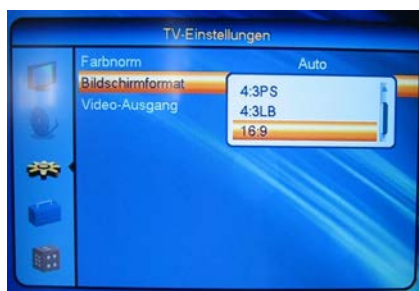 TV-Einstellungen
Farbnorm Auto
Bildschirmformat
4:3PS
Video-Ausgang
4:3LB
16:9